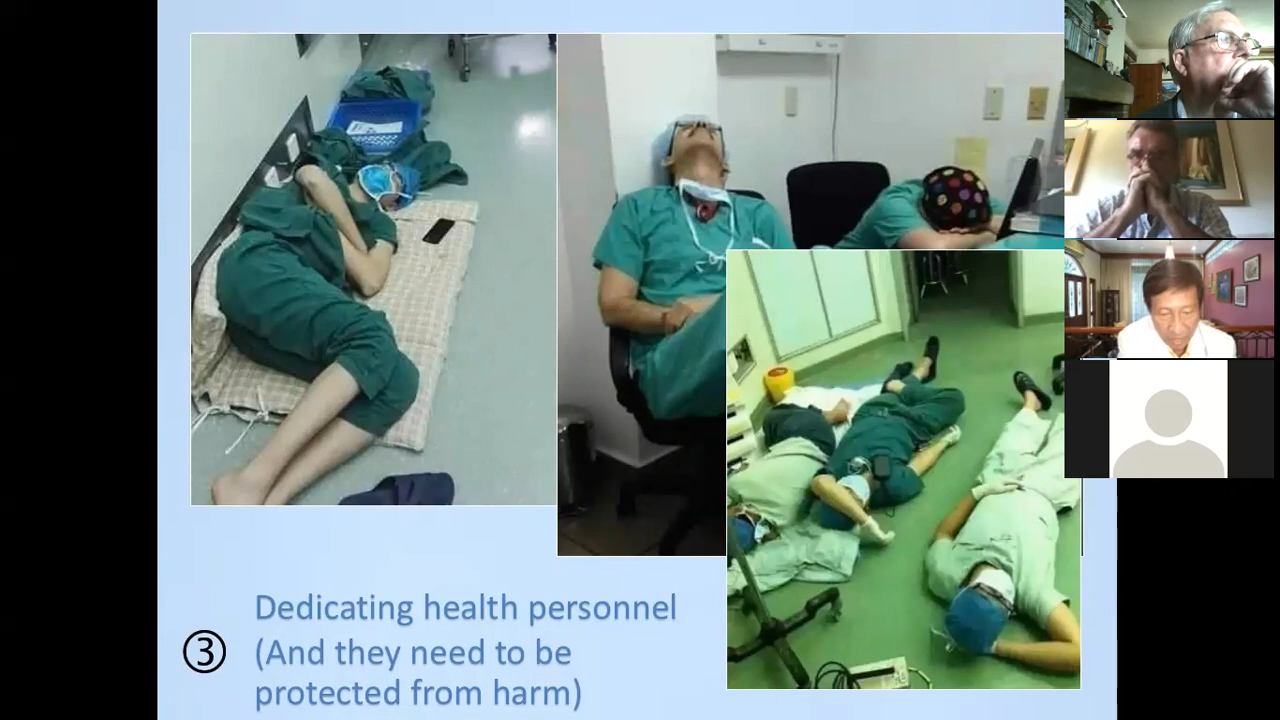 ③
Dedicating health personnel
(And they need to be
protected from harm)